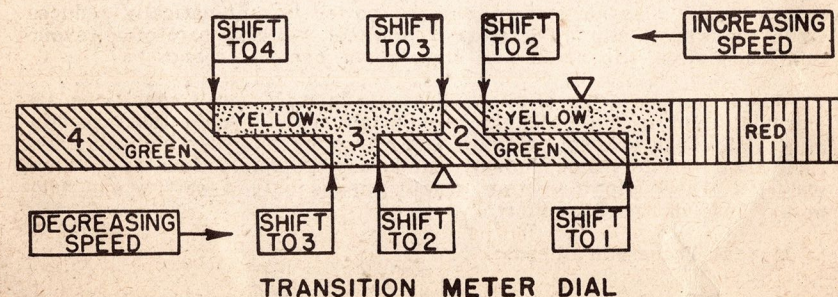 SHIFT
TO 4
SHIFT
TO 3
SHIFT
TO 2
INCREASING
SPEED
4
GREEN
YELLOW
3
2
YELLOW
GREEN
1
RED
DECREASING
SPEED
SHIFT
TO 3
SHIFT
TO 2
SHIFT
TO 1
TRANSITION METER DIAL